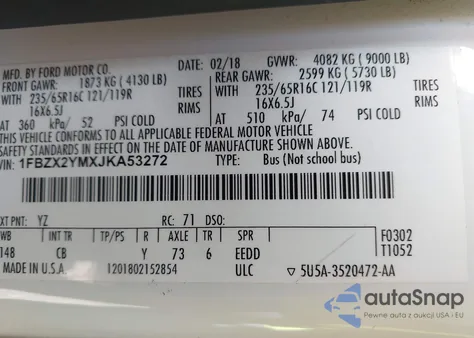 MFD. BY FORD MOTOR CO.
DATE: 02/18 GVWR: 4082 KG ( 9000 LB)
FRONT GAWR: 1873 KG ( 4130 LB) REAR GAWR: 2599 KG ( 5730 LB)
WITH 235/65R16C 121/119R TIRES WITH 235/65R16C 121/119R TIRES
16X6.5J RIMS 16X6.5J RIMS
AT 360 kPa/ 52 PSI COLD AT 510 kPa/ 74 PSI COLD
THIS VEHICLE CONFORMS TO ALL APPLICABLE FEDERAL MOTOR VEHICLE
SAFETY STANDARDS IN EFFECT ON THE DATE OF MANUFACTURE SHOWN ABOVE.
VIN: 1FBZX2YMXJKA53272 TYPE: Bus (Not school bus)
EXT PNT: YZ RC: 71 DSO: F0302
WB INT TR TP/PS R AXLE TR SPR T1052
148 CB Y 73 6 EEDD
MADE IN U.S.A 1201802152854 ULC ▽ 5U5A-3520472-AA
autoSnap
Pewne auta z USA i EU